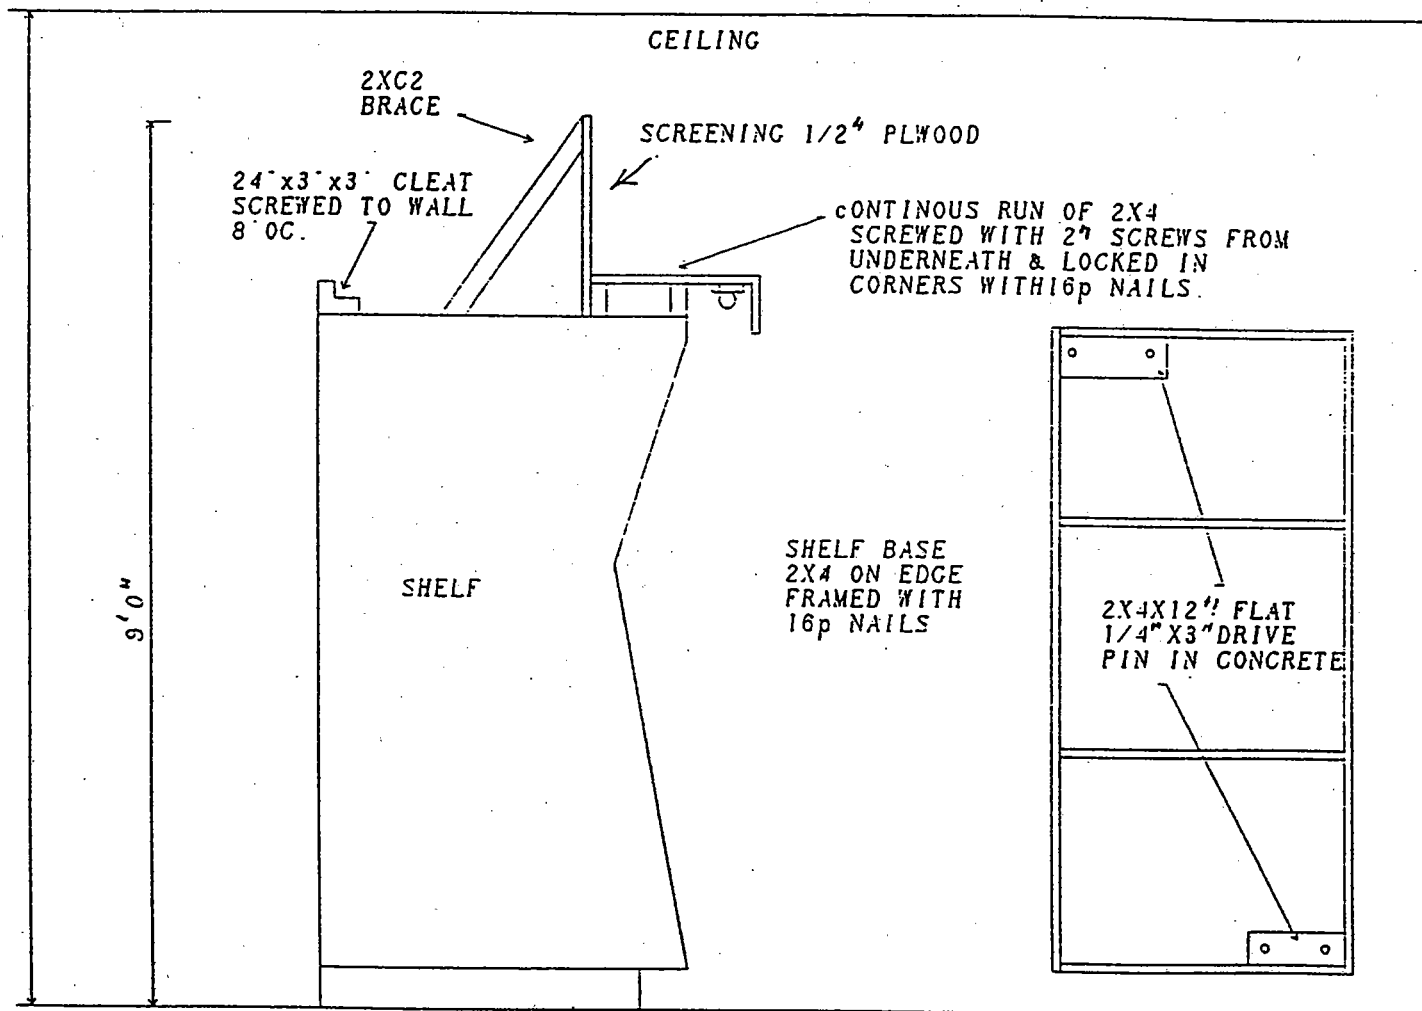 CEILING
2XC2
BRACE
SCREENING 1/2" PLWOOD
24"x3"x3" CLEAT
SCREWED TO WALL
8"OC.
cONTINOUS RUN OF 2X4
SCREWED WITH 2" SCREWS FROM
UNDERNEATH & LOCKED IN
CORNERS WITH16p NAILS.
9'0"
SHELF
SHELF BASE
2X4 ON EDGE
FRAMED WITH
16p NAILS
2X4X12" FLAT
1/4"X3"DRIVE
PIN IN CONCRETE